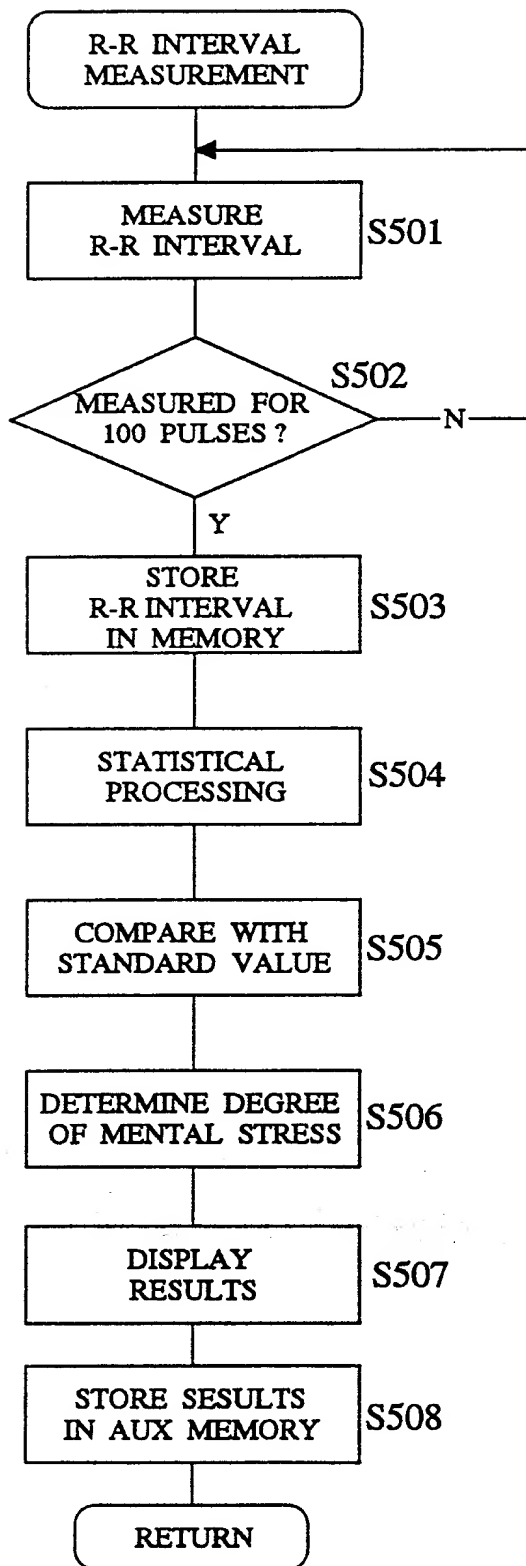 R-R INTERVAL
MEASUREMENT
MEASURE
R-R INTERVAL
S501
S502
MEASURED FOR
100 PULSES ?
N
Y
STORE
R-R INTERVAL
IN MEMORY
S503
STATISTICAL
PROCESSING
S504
COMPARE WITH
STANDARD VALUE
S505
DETERMINE DEGREE
OF MENTAL STRESS
S506
DISPLAY
RESULTS
S507
STORE SESULTS
IN AUX MEMORY
S508
RETURN